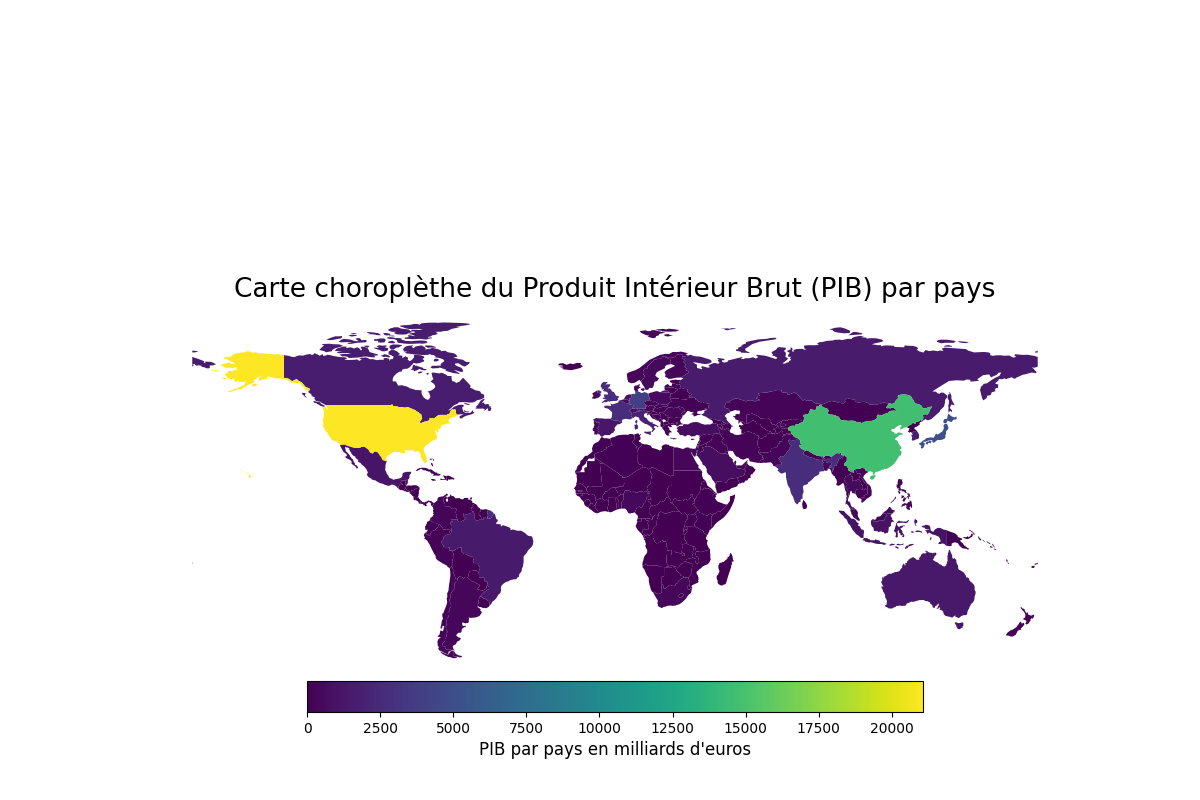 Carte choroplèthe du Produit Intérieur Brut (PIB) par pays
0 2500 5000 7500 10000 12500 15000 17500 20000
PIB par pays en milliards d'euros